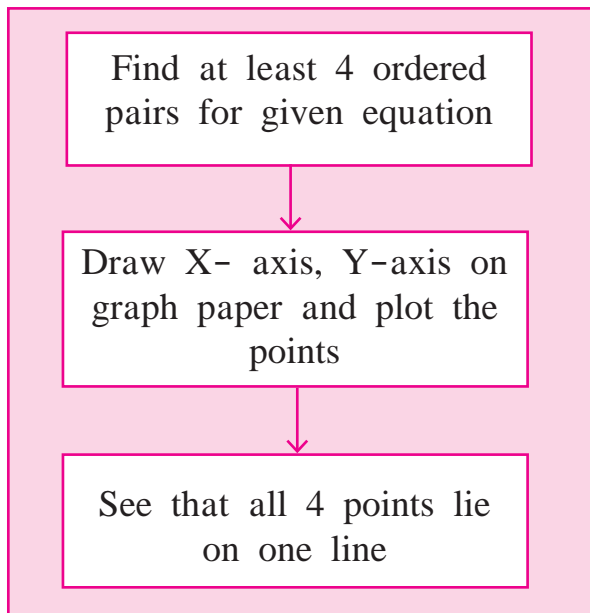 Find at least 4 ordered
pairs for given equation
Draw X- axis, Y-axis on
graph paper and plot the
points
See that all 4 points lie
on one line